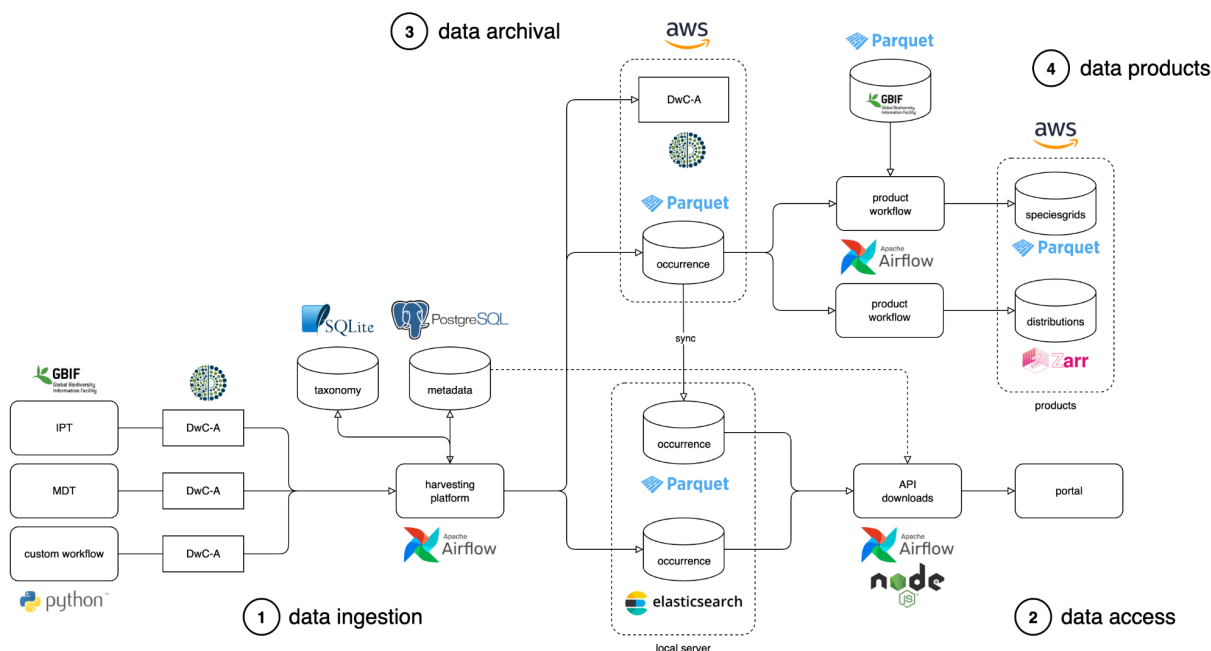 3 data archival
aws
DwC-A
Parquet
occurrence
sync
Parquet
GBIF
Global Biodiversity
Information Facility
4 data products
aws
product
workflow
Apache
Airflow
product
workflow
speciesgrids
Parquet
distributions
Zarr
products
SQLite
PostgreSQL
taxonomy
metadata
GBIF
Global Biodiversity
Information Facility
IPT
DwC-A
MDT
DwC-A
custom workflow
DwC-A
python™
harvesting
platform
Apache
Airflow
1 data ingestion
occurrence
Parquet
occurrence
elasticsearch
local server
API
downloads
Apache
Airflow
node
JS
portal
2 data access